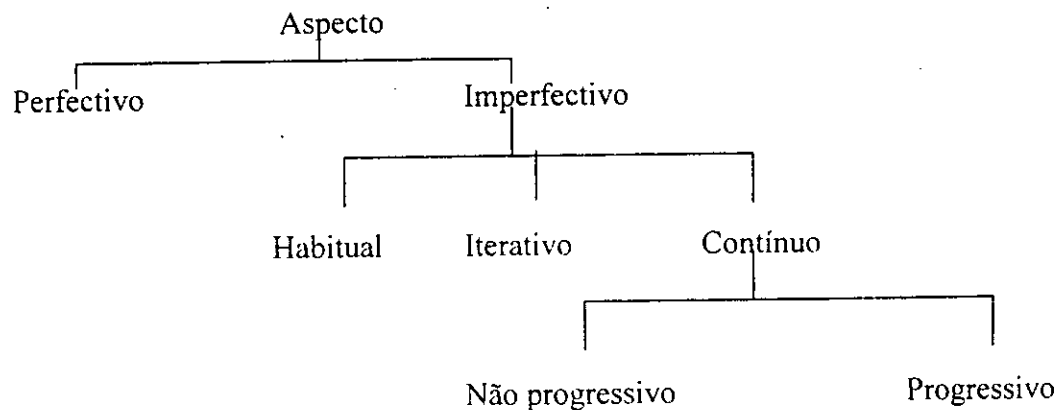 Aspecto
Perfectivo Imperfectivo
Habitual Iterativo Contínuo
Não progressivo Progressivo